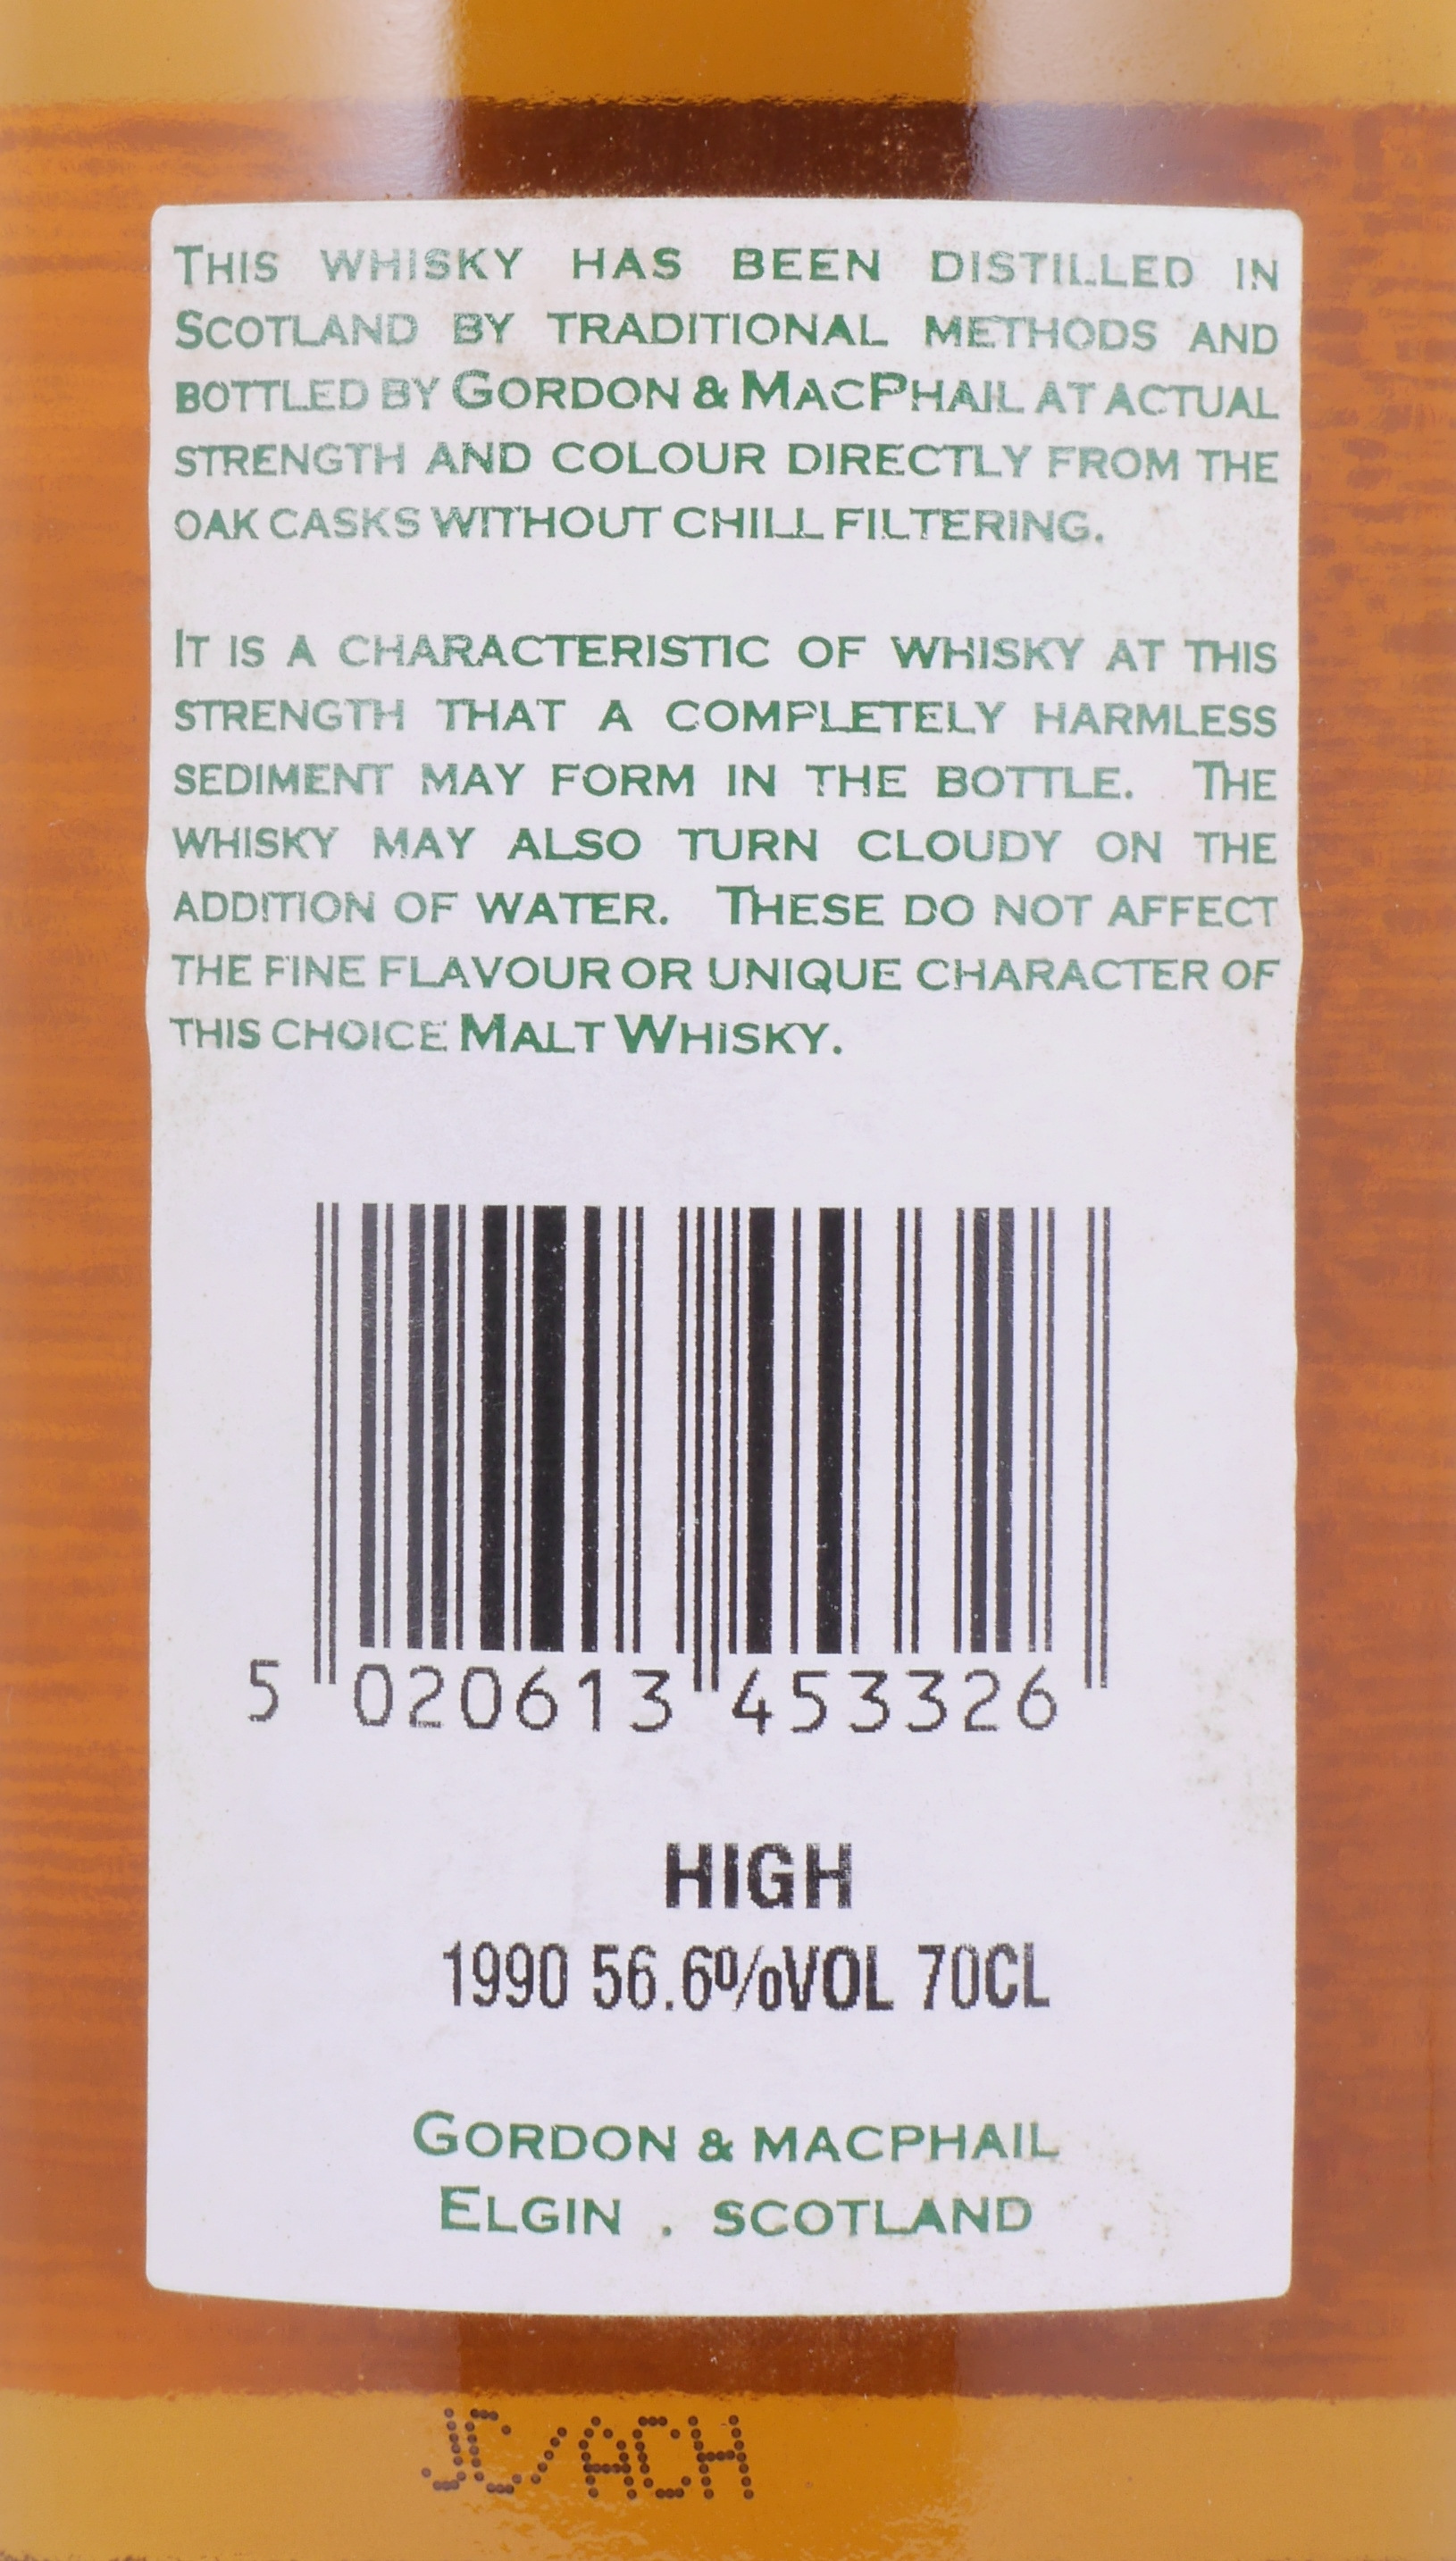 THIS WHISKY HAS BEEN DISTILLED IN
SCOTLAND BY TRADITIONAL METHODS AND
BOTTLED BY GORDON & MACPHAIL AT ACTUAL
STRENGTH AND COLOUR DIRECTLY FROM THE
OAK CASKS WITHOUT CHILL FILTERING.
IT IS A CHARACTERISTIC OF WHISKY AT THIS
STRENGTH THAT A COMPLETELY HARMLESS
SEDIMENT MAY FORM IN THE BOTTLE. THE
WHISKY MAY ALSO TURN CLOUDY ON THE
ADDITION OF WATER. THESE DO NOT AFFECT
THE FINE FLAVOUR OR UNIQUE CHARACTER OF
THIS CHOICE MALT WHISKY.
5 020613 453326
HIGH
1990 56.6%VOL 70CL
GORDON & MACPHAIL
ELGIN . SCOTLAND
JC/ACH